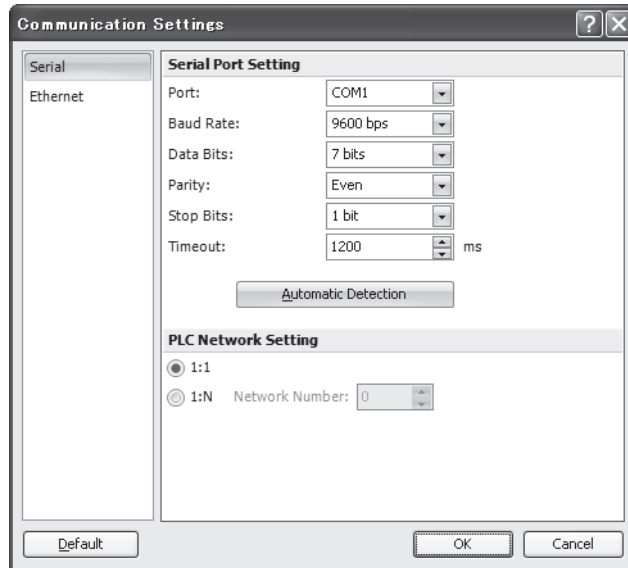 Communication Settings
Serial
Ethernet
Serial Port Setting
Port: COM1
Baud Rate: 9600 bps
Data Bits: 7 bits
Parity: Even
Stop Bits: 1 bit
Timeout: 1200 ms
Automatic Detection
PLC Network Setting
1:1
1:N Network Number: 0
Default OK Cancel